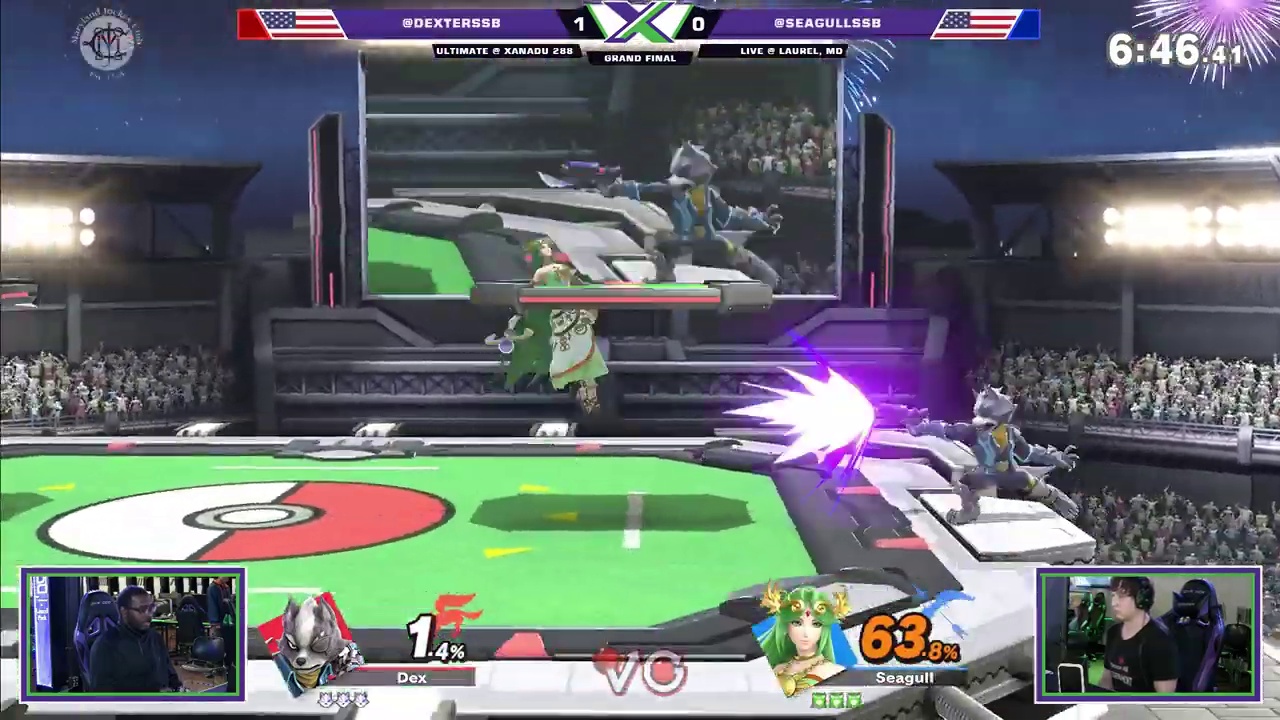 @DEXTERSSB 1 0 @SEAGULLSSB
ULTIMATE @ XANADU 288 LIVE @ LAUREL, MD
GRAND FINAL
6:46.41
1.4%
Dex
63.8%
Seagull